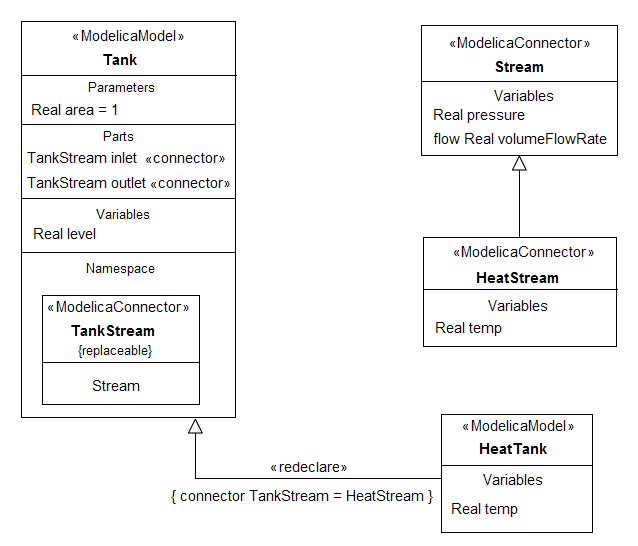 «ModelicaModel»
Tank
Parameters
Real area = 1
Parts
TankStream inlet «connector»
TankStream outlet «connector»
Variables
Real level
Namespace
«ModelicaConnector»
TankStream
{replaceable}
Stream
«ModelicaConnector»
Stream
Variables
Real pressure
flow Real volumeFlowRate
«ModelicaConnector»
HeatStream
Variables
Real temp
«redeclare»
{ connector TankStream = HeatStream }
«ModelicaModel»
HeatTank
Variables
Real temp